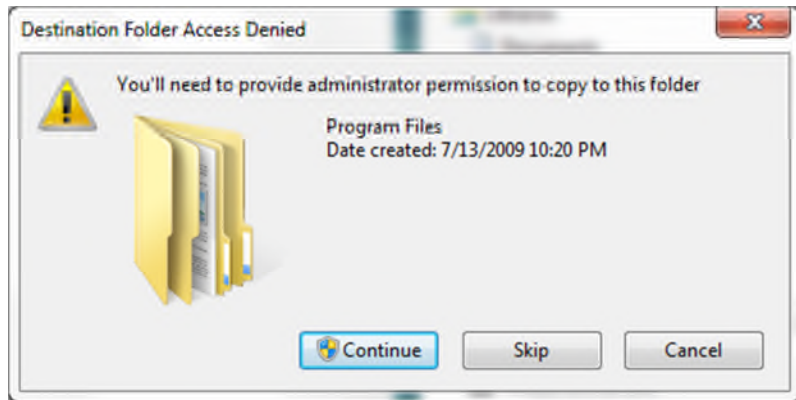 Destination Folder Access Denied
You'll need to provide administrator permission to copy to this folder
Program Files
Date created: 7/13/2009 10:20 PM
Continue
Skip
Cancel